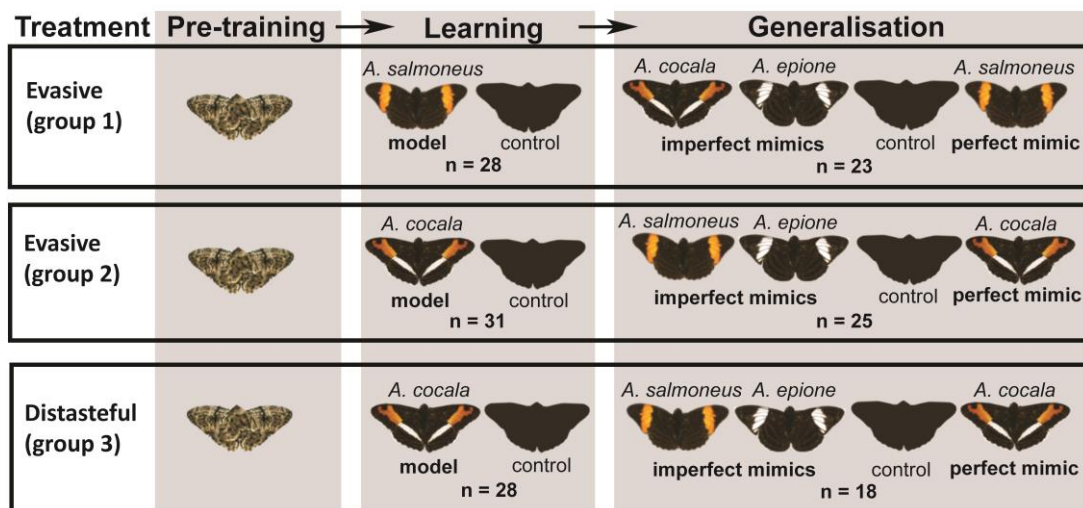 Treatment Pre-training Learning Generalisation
Evasive
(group 1)
A. salmoneus
model control
n = 28
A. cocala A. epione A. salmoneus
imperfect mimics control perfect mimic
n = 23
Evasive
(group 2)
A. cocala
model control
n = 31
A. salmoneus A. epione A. cocala
imperfect mimics control perfect mimic
n = 25
Distasteful
(group 3)
A. cocala
model control
n = 28
A. salmoneus A. epione A. cocala
imperfect mimics control perfect mimic
n = 18